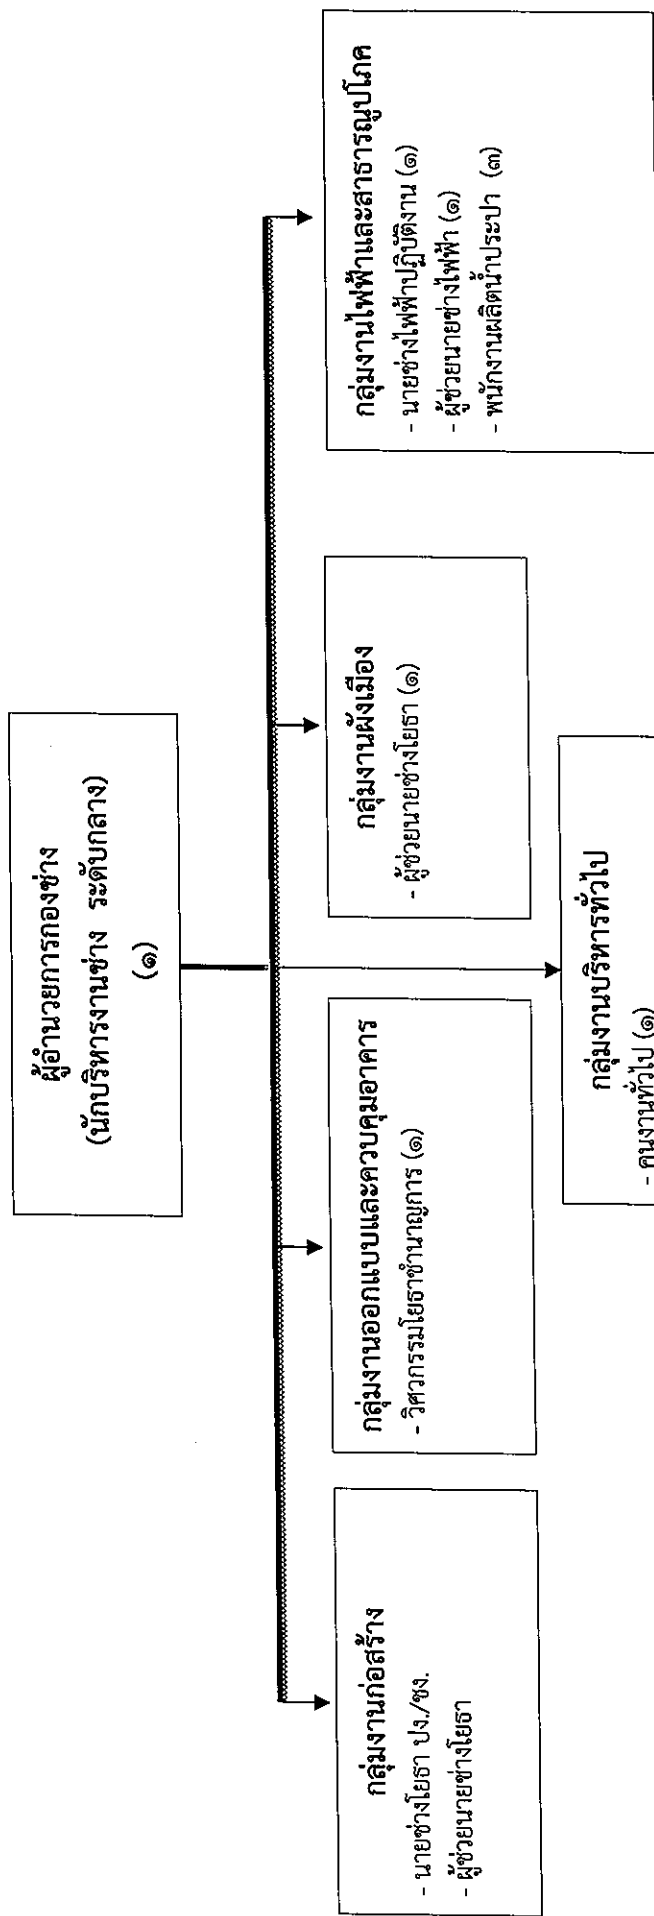 ผู้อำนวยการกองช่าง
(นักบริหารงานช่าง ระดับกลาง)
(๑)
กลุ่มงานก่อสร้าง
- นายช่างโยธา ปง./ชง.
- ผู้ช่วยนายช่างโยธา
กลุ่มงานออกแบบและควบคุมอาคาร
- วิศวกรรมโยธาชำนาญการ (๑)
กลุ่มงานผังเมือง
- ผู้ช่วยนายช่างโยธา (๑)
กลุ่มงานไฟฟ้าและสาธารณูปโภค
- นายช่างไฟฟ้าปฏิบัติงาน (๑)
- ผู้ช่วยนายช่างไฟฟ้า (๑)
- พนักงานผลิตน้ำประปา (๓)
กลุ่มงานบริหารทั่วไป
- คนงานทั่วไป (๑)